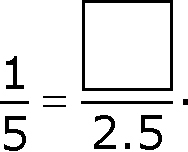 1/5 = □/2.5.